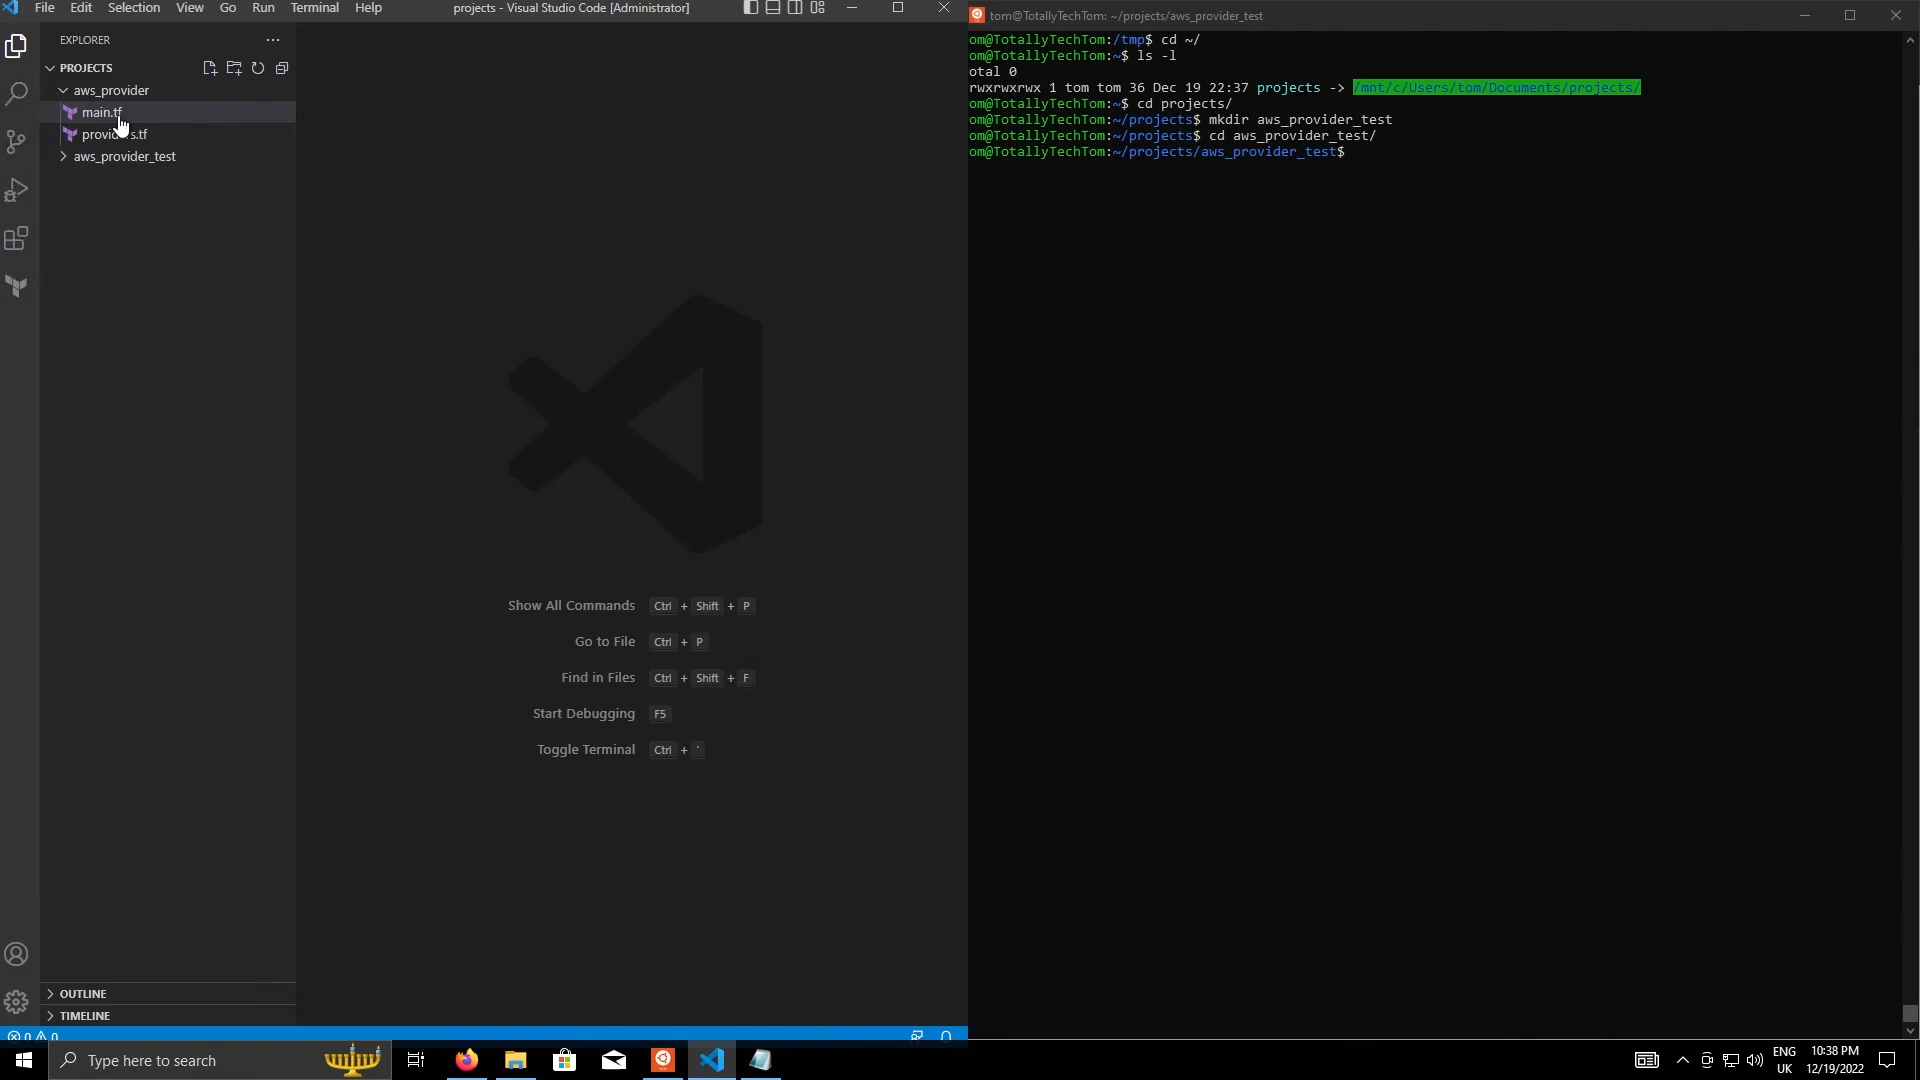 File Edit Selection View Go Run Terminal Help
projects - Visual Studio Code [Administrator]
EXPLORER
PROJECTS
aws_provider
main.tf
providers.tf
aws_provider_test
Show All Commands Ctrl + Shift + P
Go to File Ctrl + P
Find in Files Ctrl + Shift + F
Start Debugging F5
Toggle Terminal Ctrl + `
OUTLINE
TIMELINE
0 0
tom@TotallyTechTom: ~/projects/aws_provider_test
om@TotallyTechTom:/tmp$ cd ~/
om@TotallyTechTom:~$ ls -l
otal 0
rwxrwxrwx 1 tom tom 36 Dec 19 22:37 projects -> /mnt/c/Users/tom/Documents/projects/
om@TotallyTechTom:~$ cd projects/
om@TotallyTechTom:~/projects$ mkdir aws_provider_test
om@TotallyTechTom:~/projects$ cd aws_provider_test/
om@TotallyTechTom:~/projects/aws_provider_test$
Type here to search
ENG
UK
10:38 PM
12/19/2022